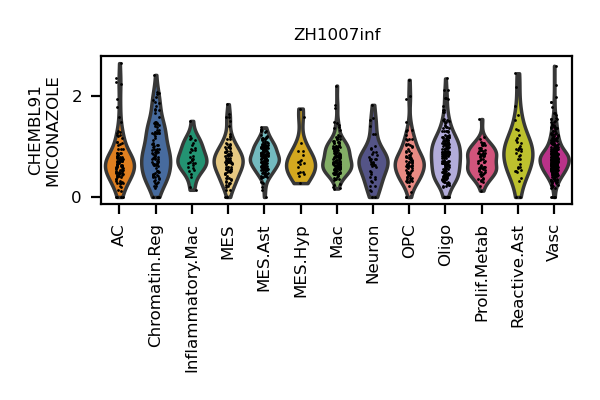 ZH1007inf
CHEMBL91
MICONAZOLE
2
0
AC
Chromatin.Reg
Inflammatory.Mac
MES
MES.Ast
MES.Hyp
Mac
Neuron
OPC
Oligo
Prolif.Metab
Reactive.Ast
Vasc